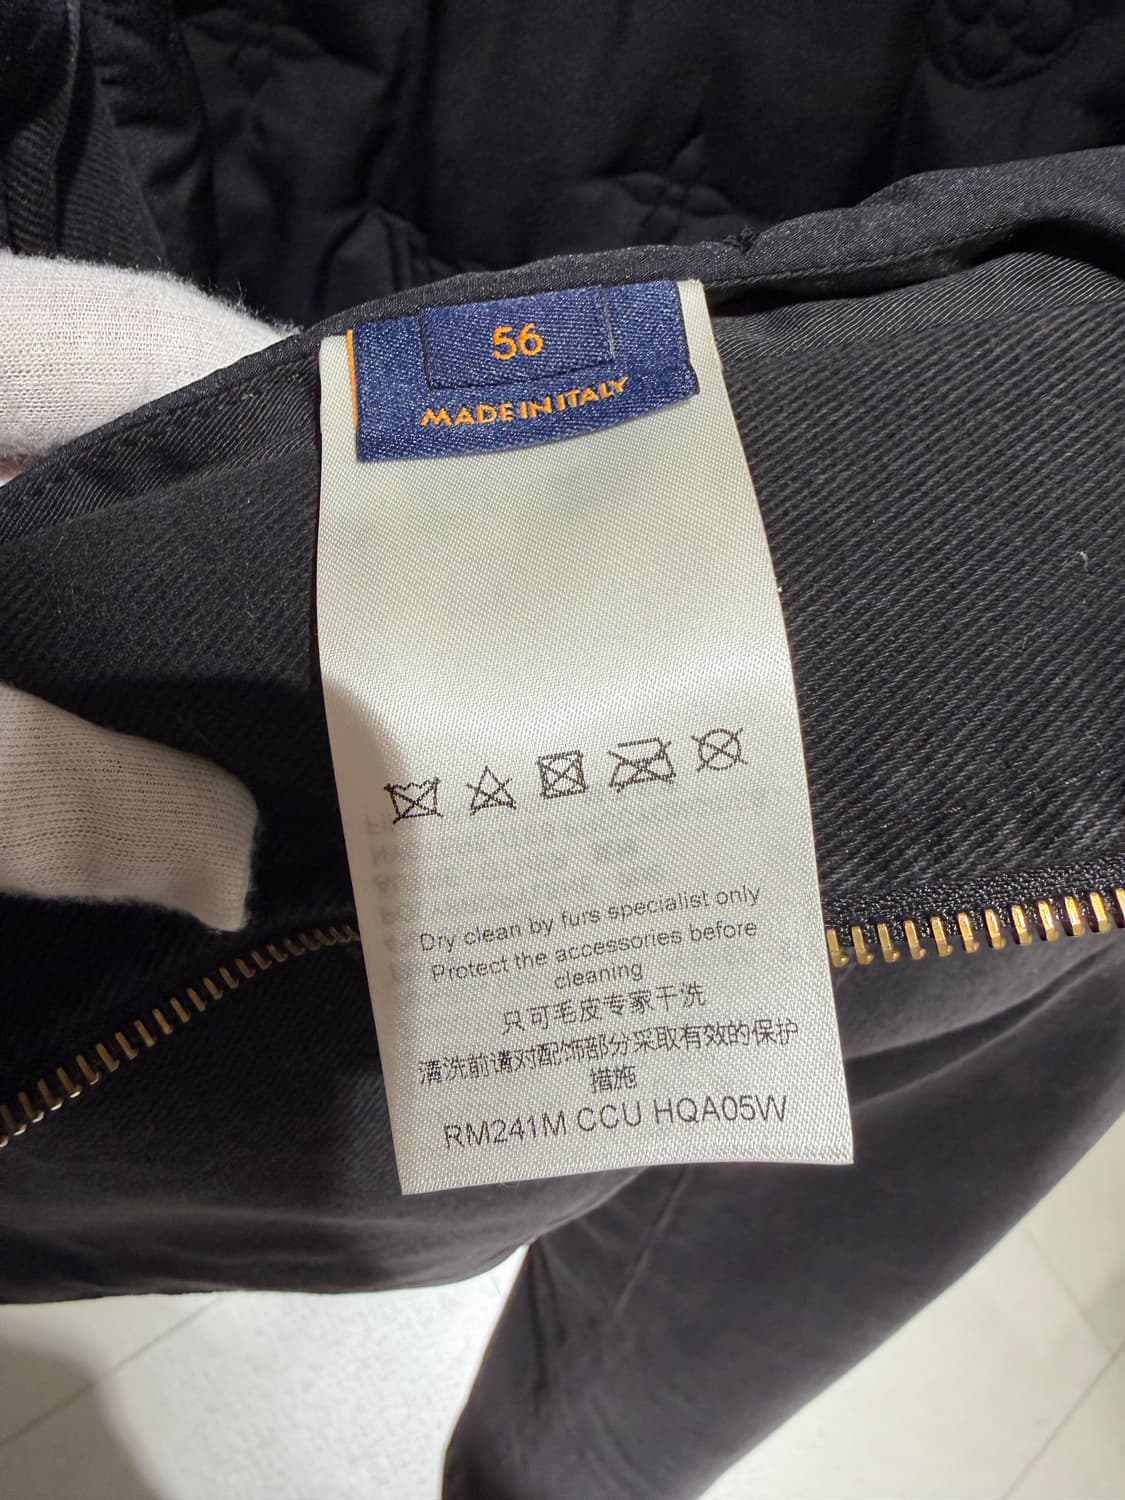 56
MADE IN ITALY
Dry clean by furs specialist only
Protect the accessories before
cleaning
只可毛皮专家干洗
清洗前请对配饰部分采取有效的保护
措施
RM241M CCU HQA05W